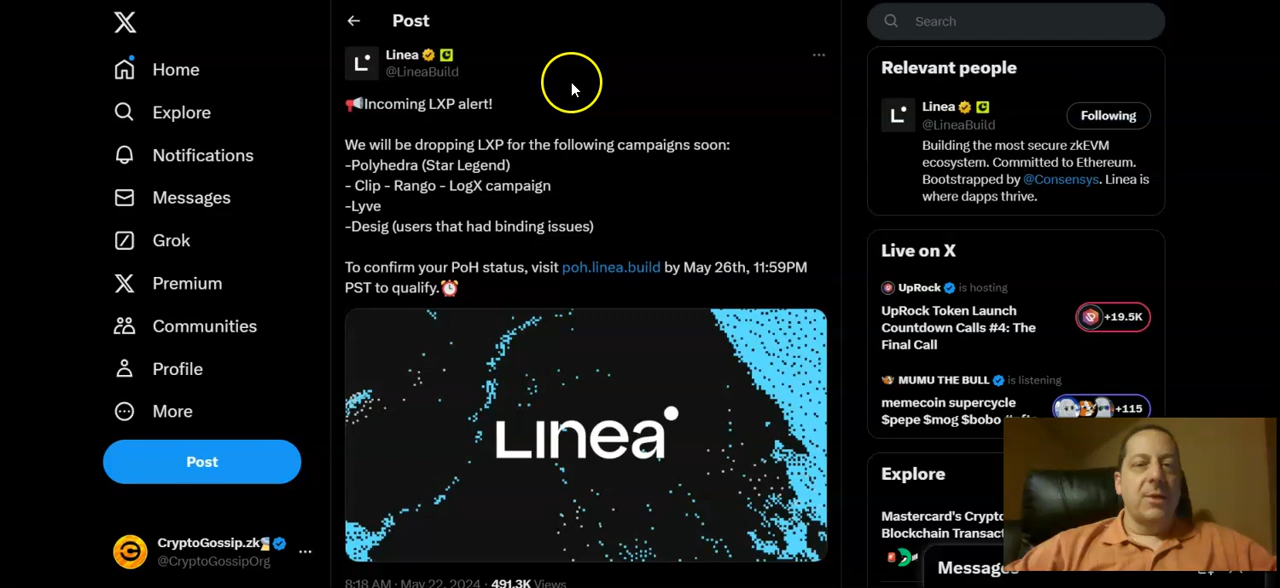 Home
Explore
Notifications
Messages
Grok
Premium
Communities
Profile
More
Post
CryptoGossip.zk⌛
@CryptoGossipOrg
Post
Linea
@LineaBuild
📢Incoming LXP alert!
We will be dropping LXP for the following campaigns soon:
-Polyhedra (Star Legend)
- Clip - Rango - LogX campaign
-Lyve
-Desig (users that had binding issues)
To confirm your PoH status, visit poh.linea.build by May 26th, 11:59PM
PST to qualify.⏰
Linea
8:18 AM · May 22, 2024 · 491.3K Views
Search
Relevant people
Linea
@LineaBuild
Following
Building the most secure zkEVM
ecosystem. Committed to Ethereum.
Bootstrapped by @Consensys. Linea is
where dapps thrive.
Live on X
UpRock is hosting
UpRock Token Launch
Countdown Calls #4: The
Final Call
+19.5K
MUMU THE BULL is listening
memecoin supercycle
$pepe $mog $bobo
+115
Explore
Mastercard's Crypto
Blockchain
Messages